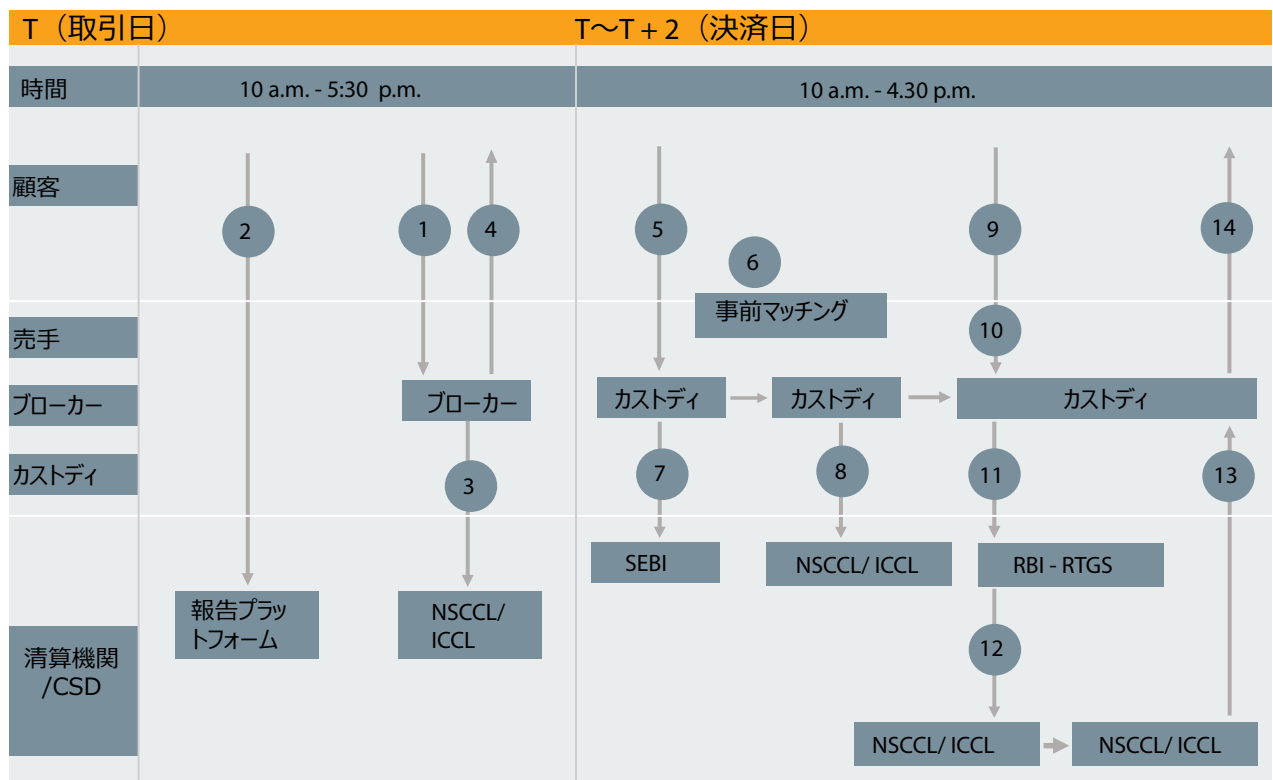 T（取引日）
T～T + 2（決済日）
時間
10 a.m. - 5:30 p.m.
10 a.m. - 4.30 p.m.
顧客
2
1
4
5
6
9
14
事前マッチング
売手
10
ブローカー
ブローカー
カストディ
カストディ
カストディ
カストディ
3
7
8
11
13
SEBI
NSCCL/ ICCL
RBI - RTGS
報告プラッ
トフォーム
NSCCL/
ICCL
清算機関
/CSD
12
NSCCL/ ICCL
NSCCL/ ICCL